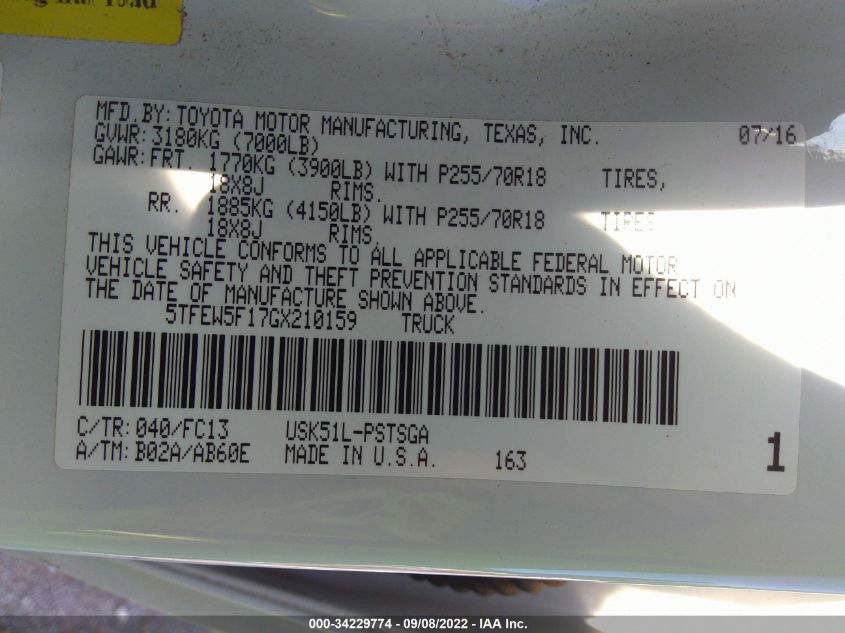 MFD.BY:TOYOTA MOTOR MANUFACTURING, TEXAS, INC. 07/16
GVWR:3180KG (7000LB)
GAWR:FRT. 1770KG (3900LB) WITH P255/70R18 TIRES,
18X8J RIMS,
RR. 1885KG (4150LB) WITH P255/70R18 TIRES
18X8J RIMS,
THIS VEHICLE CONFORMS TO ALL APPLICABLE FEDERAL MOTOR
VEHICLE SAFETY AND THEFT PREVENTION STANDARDS IN EFFECT ON
THE DATE OF MANUFACTURE SHOWN ABOVE.
5TFEW5F17GX210159 TRUCK
C/TR:040/FC13 USK51L-PSTSGA
A/TM:B02A/AB60E MADE IN U.S.A. 163 1
000-34229774 - 09/08/2022 - IAA Inc.